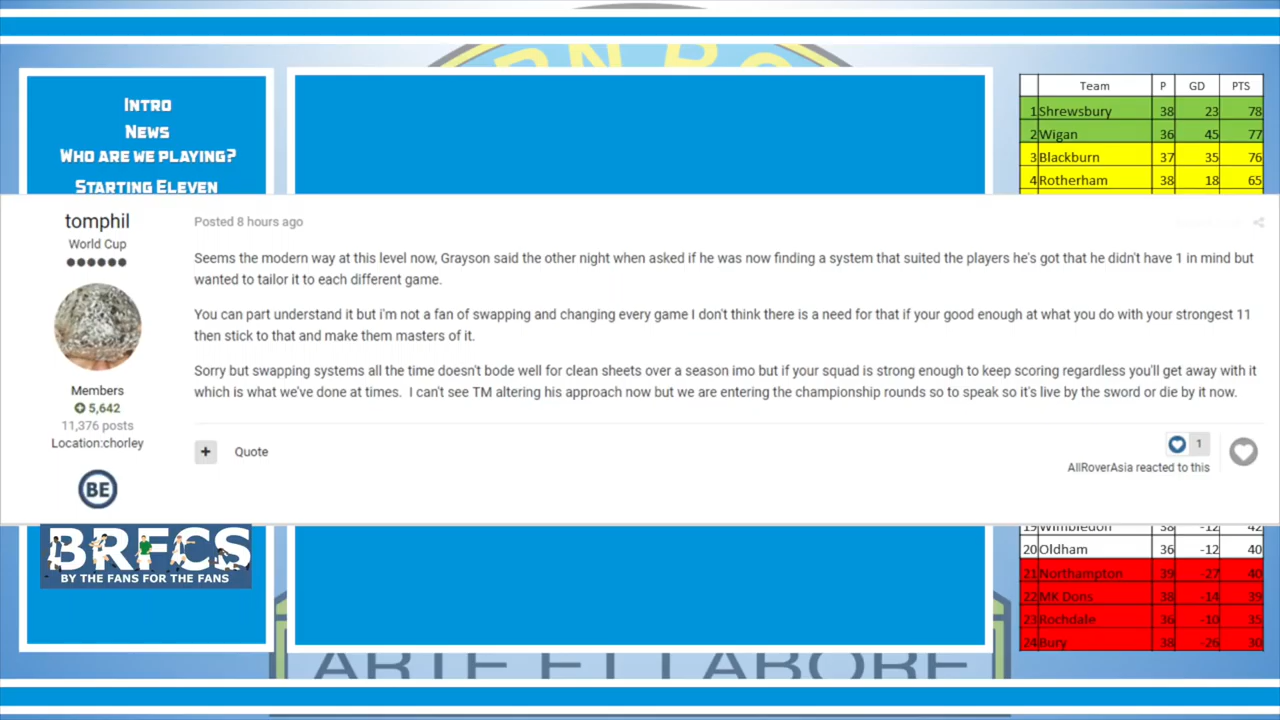 RN RO
INTRO
NEWS
WHO ARE WE PLAYING?
STARTING ELEVEN
Team P GD PTS
1 Shrewsbury 38 23 78
2 Wigan 36 45 77
3 Blackburn 37 35 76
4 Rotherham 38 18 65
tomphil
World Cup
Members
5,642
11,376 posts
Location:chorley
BE
Posted 8 hours ago
Seems the modern way at this level now, Grayson said the other night when asked if he was now finding a system that suited the players he's got that he didn't have 1 in mind but
wanted to tailor it to each different game.
You can part understand it but i'm not a fan of swapping and changing every game I don't think there is a need for that if your good enough at what you do with your strongest 11
then stick to that and make them masters of it.
Sorry but swapping systems all the time doesn't bode well for clean sheets over a season imo but if your squad is strong enough to keep scoring regardless you'll get away with it
which is what we've done at times.  I can't see TM altering his approach now but we are entering the championship rounds so to speak so it's live by the sword or die by it now.
+ Quote
1
AllRoverAsia reacted to this
BRFCS
BY THE FANS FOR THE FANS
19 Wimbledon 38 -12 42
20 Oldham 36 -12 40
21 Northampton 39 -27 40
22 MK Dons 38 -14 39
23 Rochdale 36 -10 35
24 Bury 38 -26 30
ARTE ET LABORE